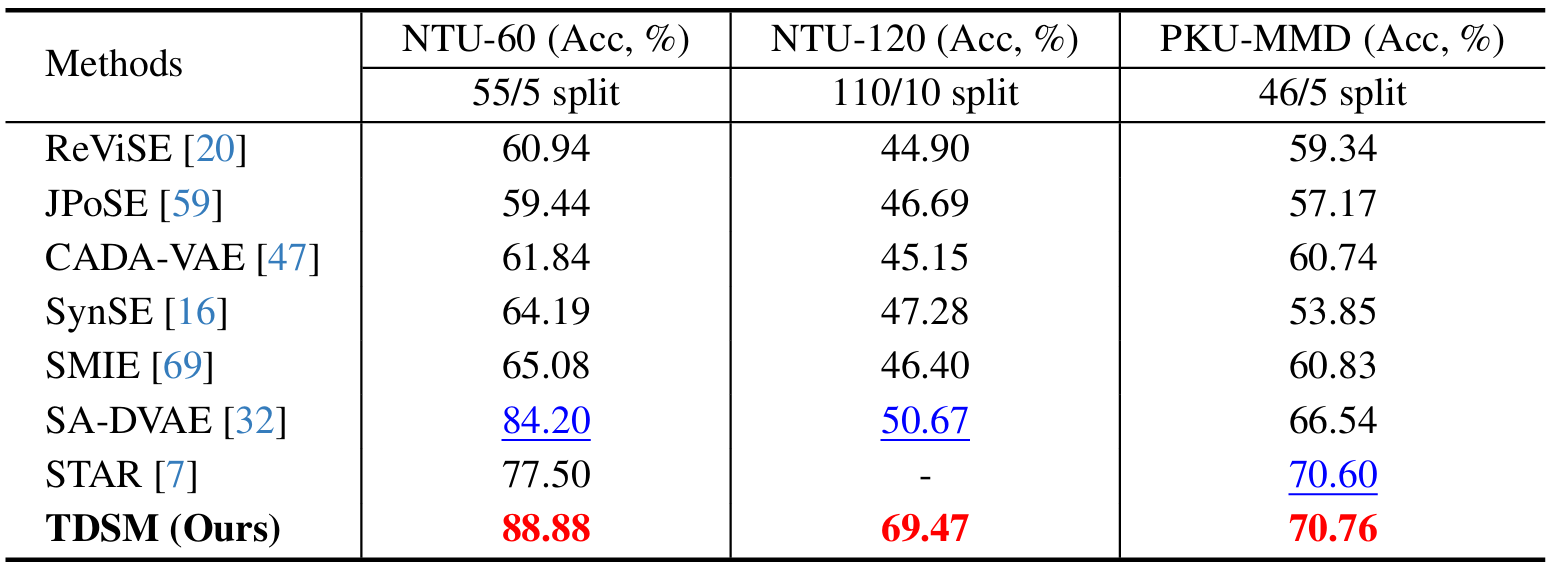 Methods NTU-60 (Acc, %) NTU-120 (Acc, %) PKU-MMD (Acc, %)
55/5 split 110/10 split 46/5 split
ReViSE [20] 60.94 44.90 59.34
JPoSE [59] 59.44 46.69 57.17
CADA-VAE [47] 61.84 45.15 60.74
SynSE [16] 64.19 47.28 53.85
SMIE [69] 65.08 46.40 60.83
SA-DVAE [32] 84.20 50.67 66.54
STAR [7] 77.50 - 70.60
TDSM (Ours) 88.88 69.47 70.76